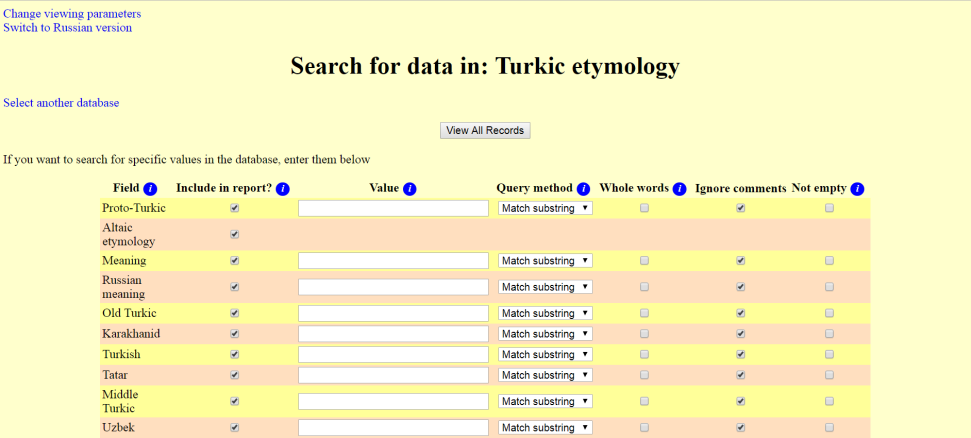 Change viewing parameters
Switch to Russian version
Search for data in: Turkic etymology
Select another database
View All Records
If you want to search for specific values in the database, enter them below
Field i Include in report? i Value i Query method i Whole words i Ignore comments Not empty i
Proto-Turkic Match substring
Altaic
etymology
Meaning Match substring
Russian
meaning Match substring
Old Turkic Match substring
Karakhanid Match substring
Turkish Match substring
Tatar Match substring
Middle
Turkic Match substring
Uzbek Match substring